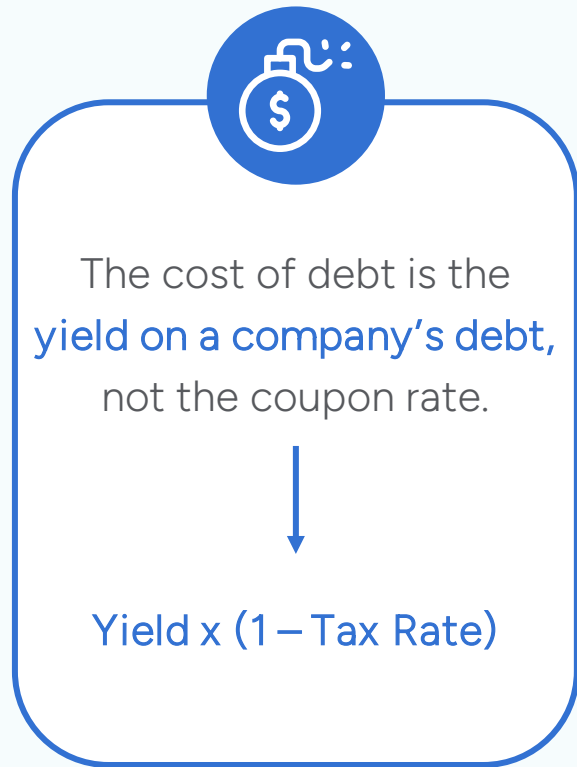 $
The cost of debt is the
yield on a company’s debt,
not the coupon rate.
Yield x (1 – Tax Rate)